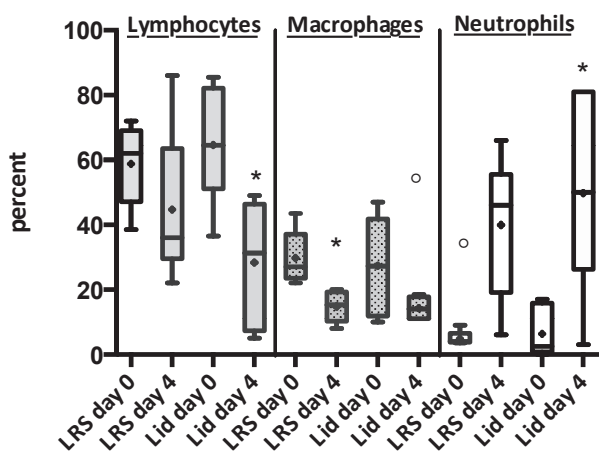 Lymphocytes Macrophages Neutrophils
percent
100
80
60
40
20
0
*
*
*
LRS day 0
LRS day 4
Lid day 0
Lid day 4
LRS day 0
LRS day 4
Lid day 0
Lid day 4
LRS day 0
LRS day 4
Lid day 0
Lid day 4